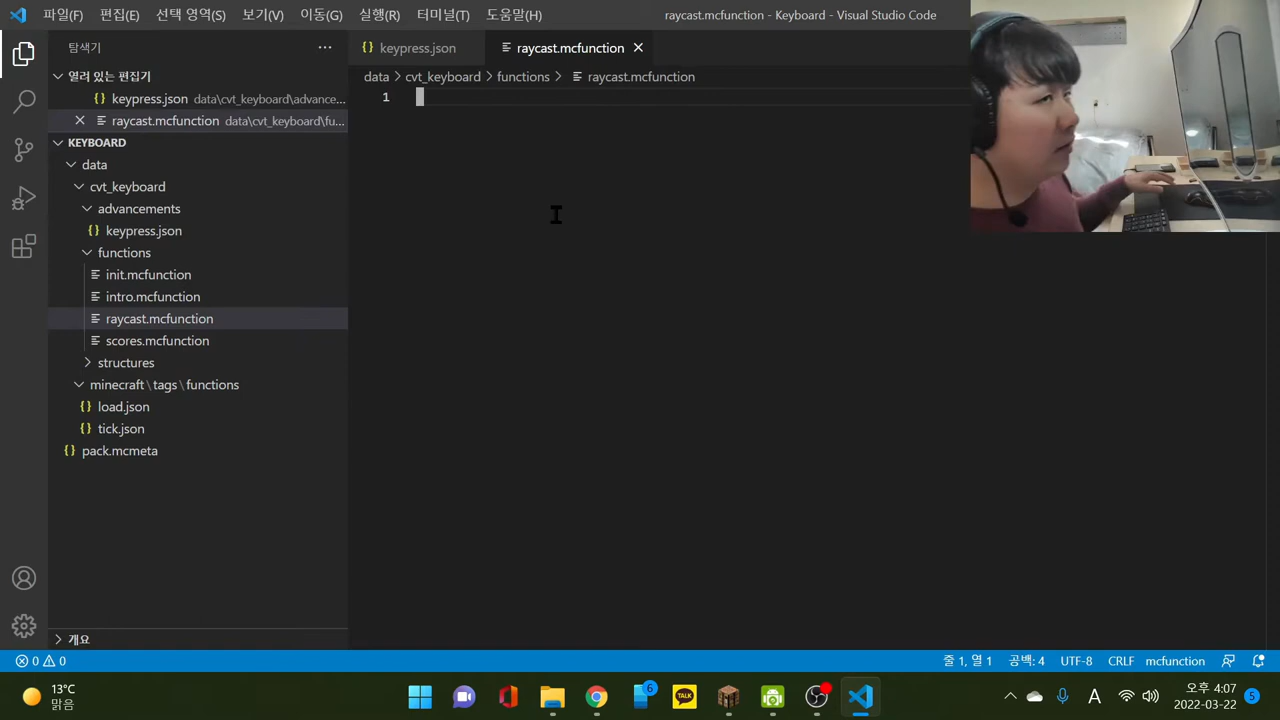 파일(F) 편집(E) 선택 영역(S) 보기(V) 이동(G) 실행(R) 터미널(T) 도움말(H) raycast.mcfunction - Keyboard - Visual Studio Code
탐색기
keypress.json raycast.mcfunction
열려 있는 편집기
data > cvt_keyboard > functions > raycast.mcfunction
keypress.json data\cvt_keyboard\advance...
1
raycast.mcfunction data\cvt_keyboard\fu...
KEYBOARD
data
cvt_keyboard
advancements
keypress.json
functions
init.mcfunction
intro.mcfunction
raycast.mcfunction
scores.mcfunction
structures
minecraft\tags\functions
load.json
tick.json
pack.mcmeta
개요
0 0 줄 1, 열 1 공백: 4 UTF-8 CRLF mcfunction
13°C
맑음
6
TALK
A
오후 4:07
2022-03-22
5